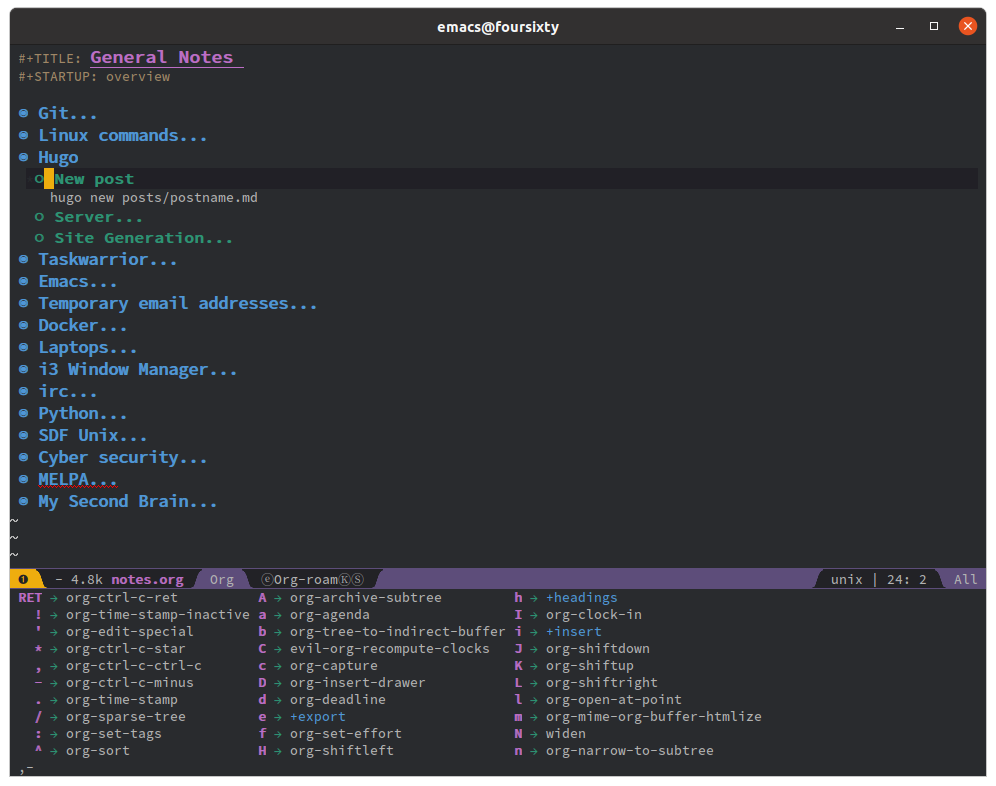 emacs@foursixty
#+TITLE: General Notes
#+STARTUP: overview
Git...
Linux commands...
Hugo
New post
hugo new posts/postname.md
Server...
Site Generation...
Taskwarrior...
Emacs...
Temporary email addresses...
Docker...
Laptops...
i3 Window Manager...
irc...
Python...
SDF Unix...
Cyber security...
MELPA...
My Second Brain...
~
~
~
❶ - 4.8k notes.org Org ⓔOrg-roamⓀⓈ unix | 24: 2 All
RET → org-ctrl-c-ret A → org-archive-subtree h → +headings
! → org-time-stamp-inactive a → org-agenda I → org-clock-in
' → org-edit-special b → org-tree-to-indirect-buffer i → +insert
* → org-ctrl-c-star C → evil-org-recompute-clocks J → org-shiftdown
, → org-ctrl-c-ctrl-c c → org-capture K → org-shiftup
- → org-ctrl-c-minus D → org-insert-drawer L → org-shiftright
. → org-time-stamp d → org-deadline l → org-open-at-point
/ → org-sparse-tree e → +export m → org-mime-org-buffer-htmlize
: → org-set-tags f → org-set-effort N → widen
^ → org-sort H → org-shiftleft n → org-narrow-to-subtree
,-